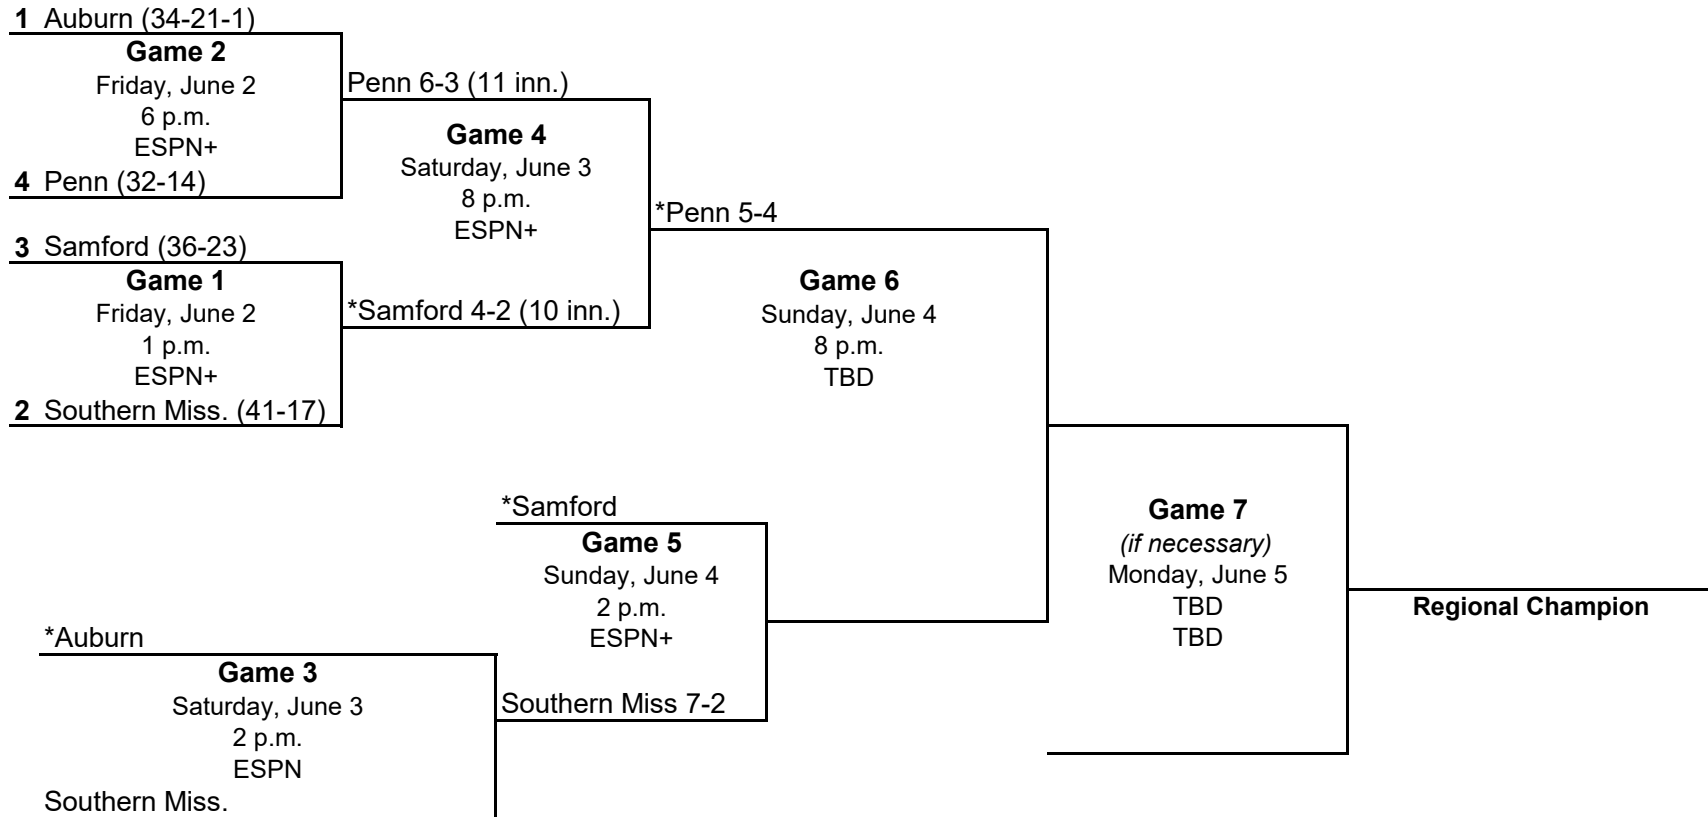 1 Auburn (34-21-1)
Game 2
Friday, June 2
6 p.m.
ESPN+
4 Penn (32-14)
Penn 6-3 (11 inn.)
Game 4
Saturday, June 3
8 p.m.
ESPN+
*Penn 5-4
3 Samford (36-23)
Game 1
Friday, June 2
1 p.m.
ESPN+
2 Southern Miss. (41-17)
*Samford 4-2 (10 inn.)
Game 6
Sunday, June 4
8 p.m.
TBD
*Samford
Game 5
Sunday, June 4
2 p.m.
ESPN+
Southern Miss 7-2
*Auburn
Game 3
Saturday, June 3
2 p.m.
ESPN
Southern Miss.
Game 7
(if necessary)
Monday, June 5
TBD
TBD
Regional Champion